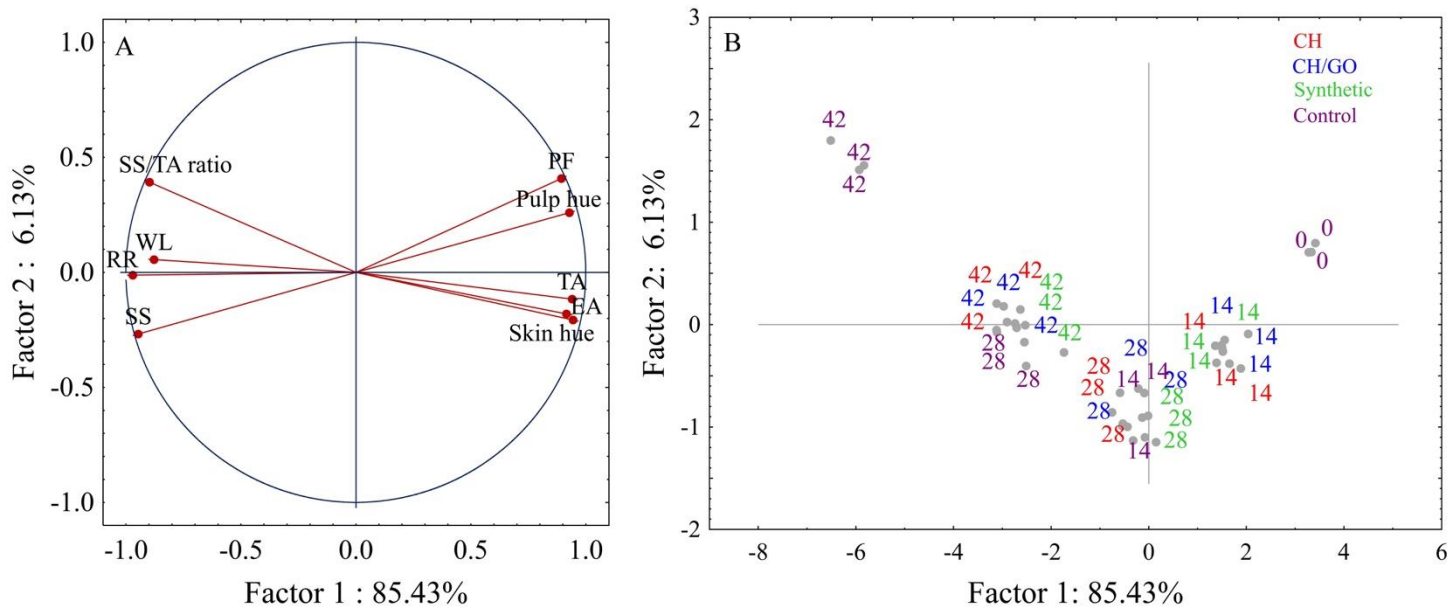 A
1.0
0.5
0.0
-0.5
-1.0
Factor 2 : 6.13%
SS/TA ratio
PF
Pulp hue
WL
RR
TA
EA
SS
Skin hue
-1.0 -0.5 0.0 0.5 1.0
Factor 1 : 85.43%
B
3
2
1
0
-1
-2
Factor 2: 6.13%
CH
CH/GO
Synthetic
Control
42
42
42
0
0
0
42 42
42 42 42
42
42 42 42
28
28
28
14
14 14
14
14
14 14
14 14
28
28
28
14 14
28
28
28 28
28 28
14
-8 -6 -4 -2 0 2 4 6
Factor 1: 85.43%